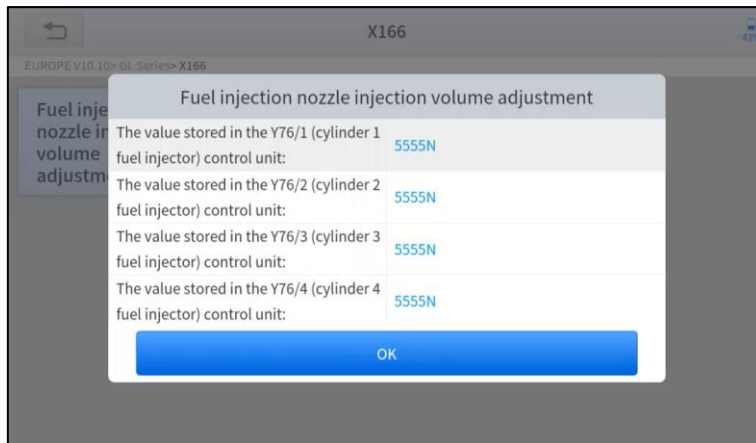 X166
EUROPE V10.10> GL Series> X166
Fuel inje
nozzle in
volume
adjustm
Fuel injection nozzle injection volume adjustment
The value stored in the Y76/1 (cylinder 1
fuel injector) control unit:
5555N
The value stored in the Y76/2 (cylinder 2
fuel injector) control unit:
5555N
The value stored in the Y76/3 (cylinder 3
fuel injector) control unit:
5555N
The value stored in the Y76/4 (cylinder 4
fuel injector) control unit:
5555N
OK